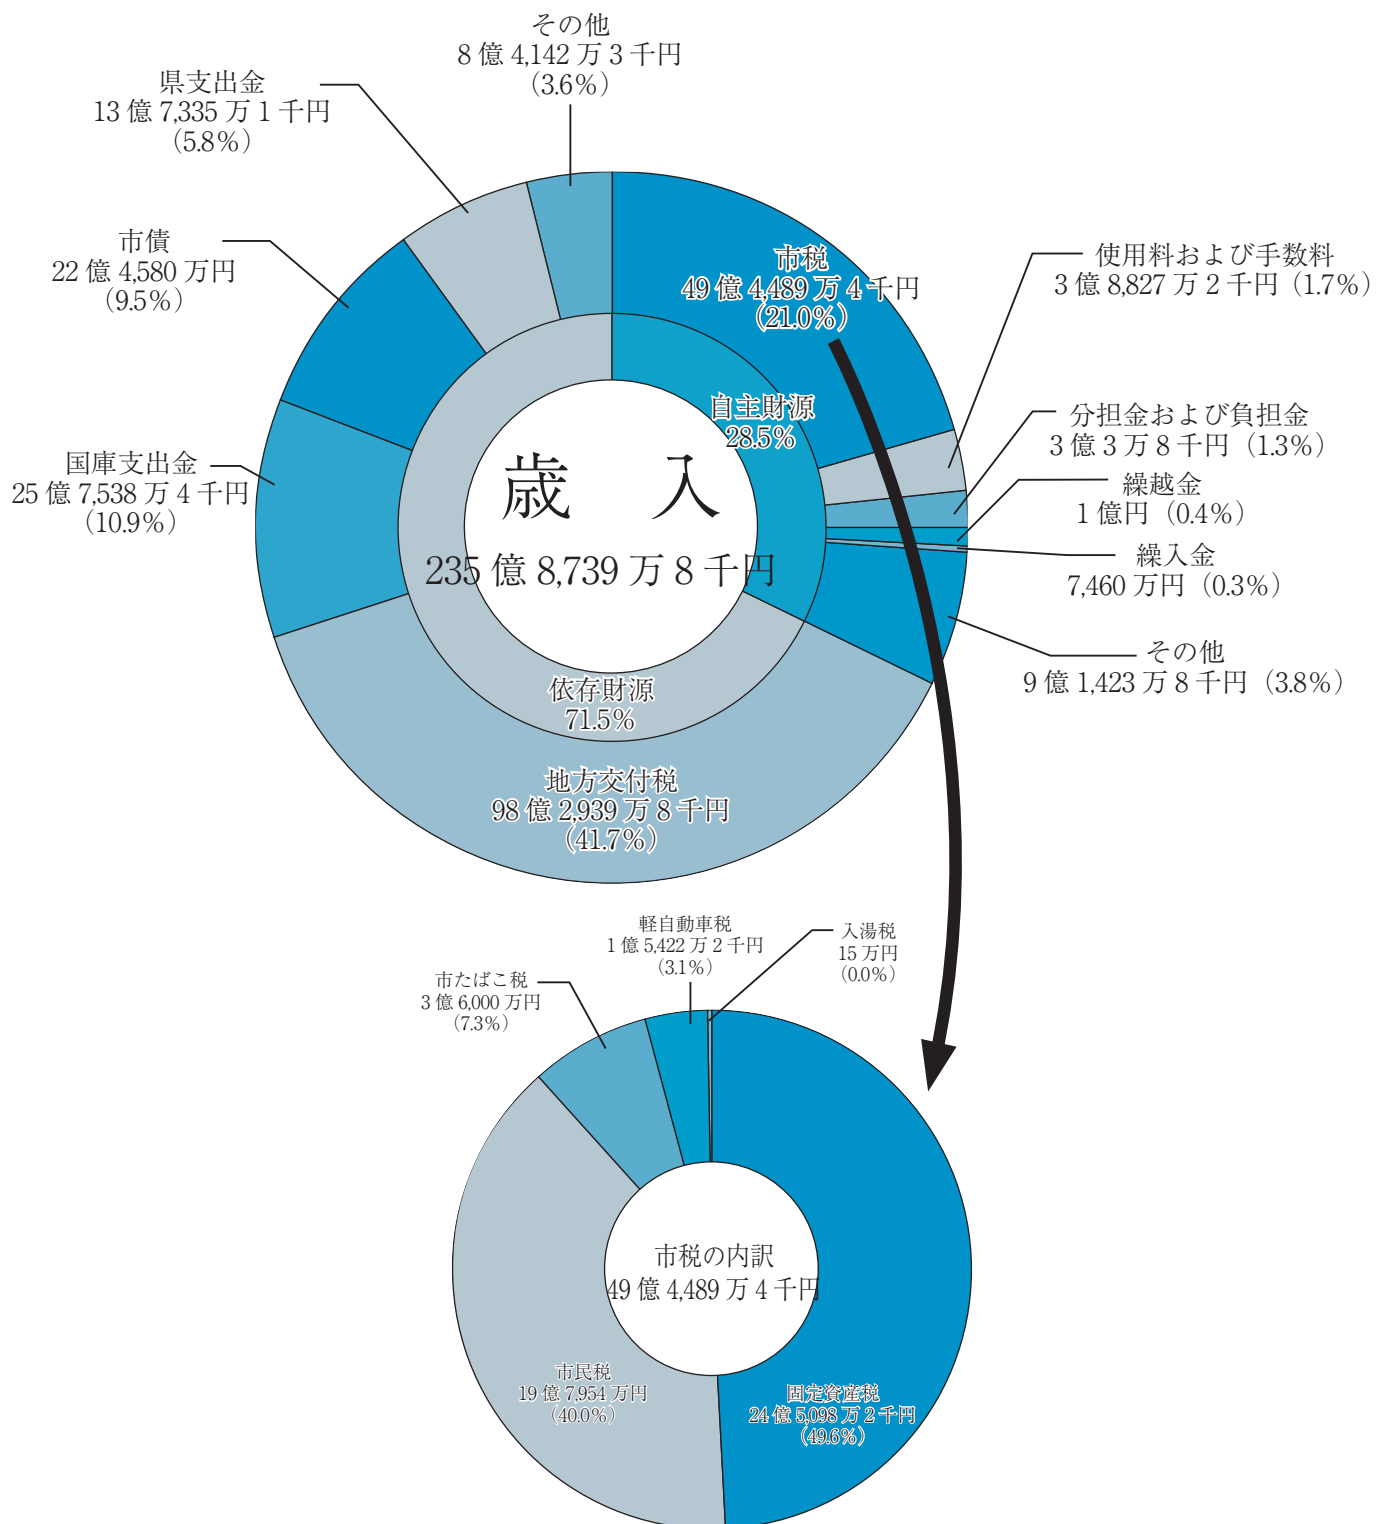 その他
8億4,142万3千円
（3.6%）
県支出金
13億7,335万1千円
（5.8%）
市債
22億4,580万円
（9.5%）
国庫支出金
25億7,538万4千円
（10.9%）
市税
49億4,489万4千円
（21.0%）
使用料および手数料
3億8,827万2千円（1.7%）
分担金および負担金
3億3万8千円（1.3%）
繰越金
1億円（0.4%）
繰入金
7,460万円（0.3%）
その他
9億1,423万8千円（3.8%）
自主財源
28.5%
歳　入
235億8,739万8千円
依存財源
71.5%
地方交付税
98億2,939万8千円
（41.7%）
軽自動車税
1億5,422万2千円
（3.1%）
入湯税
15万円
（0.0%）
市たばこ税
3億6,000万円
（7.3%）
市税の内訳
49億4,489万4千円
市民税
19億7,954万円
（40.0%）
固定資産税
24億5,098万2千円
（49.6%）